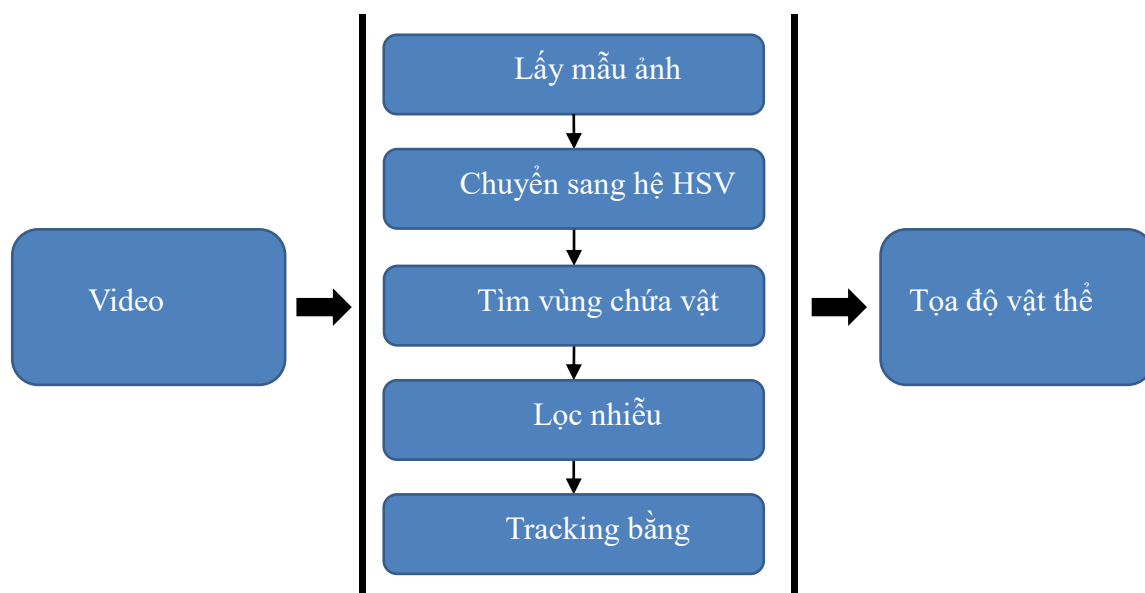 Video
Lấy mẫu ảnh
Chuyển sang hệ HSV
Tìm vùng chứa vật
Lọc nhiễu
Tracking bằng
Tọa độ vật thể